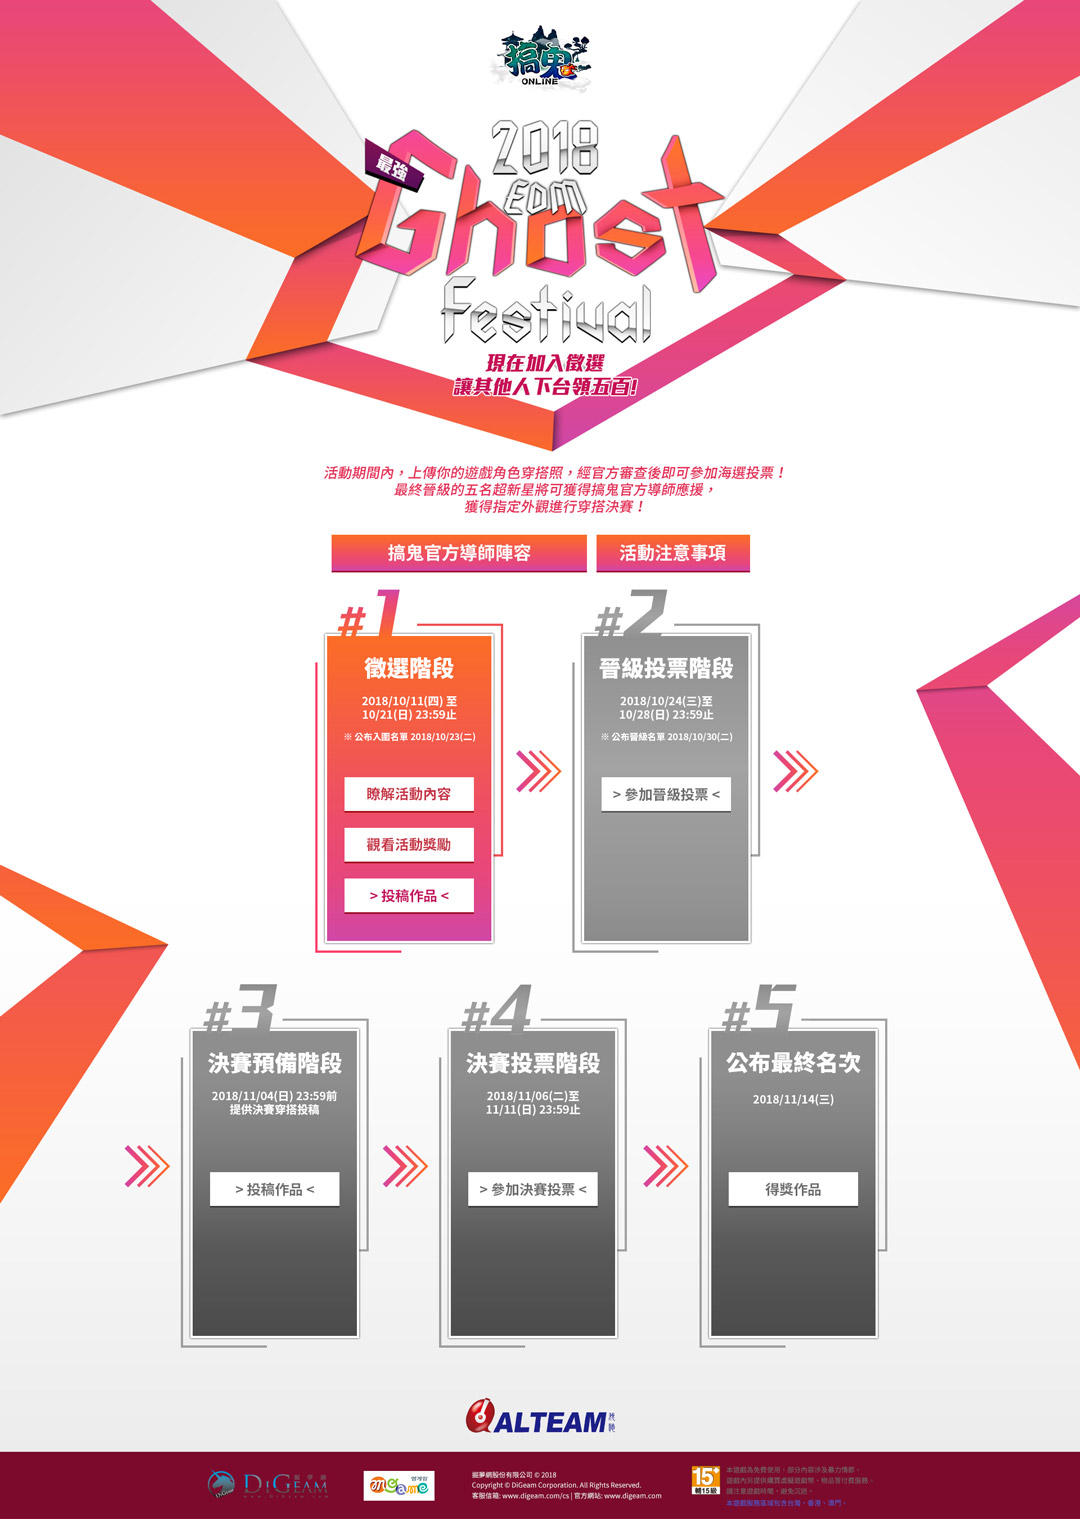 搞鬼
ONLINE
2018
EDM
最強
Ghost
Festival
現在加入徵選
讓其他人下台領五百!
活動期間內，上傳你的遊戲角色穿搭照，經官方審查後即可參加海選投票！
最終晉級的五名超新星將可獲得搞鬼官方導師應援，
獲得指定外觀進行穿搭決賽！
搞鬼官方導師陣容
活動注意事項
#1
徵選階段
2018/10/11(四) 至
10/21(日) 23:59止
※ 公布入圍名單 2018/10/23(二)
瞭解活動內容
觀看活動獎勵
> 投稿作品 <
#2
晉級投票階段
2018/10/24(三)至
10/28(日) 23:59止
※ 公布晉級名單 2018/10/30(二)
> 參加晉級投票 <
#3
決賽預備階段
2018/11/04(日) 23:59前
提供決賽穿搭投稿
> 投稿作品 <
#4
決賽投票階段
2018/11/06(二)至
11/11(日) 23:59止
> 參加決賽投票 <
#5
公布最終名次
2018/11/14(三)
得獎作品
ALTEAM
DIGEAM
mgame
엠게임
掘夢網股份有限公司 © 2018
Copyright © DiGeam Corporation. All Rights Reserved.
客服信箱: www.digeam.com/cs | 官方網站: www.digeam.com
15+
輔15級
本遊戲為免費使用，部分內容涉及暴力情節。
遊戲內另提供購買虛擬遊戲幣、物品等付費服務。
請注意遊戲時間，避免沉迷。
本遊戲服務區域包含台灣、香港、澳門。